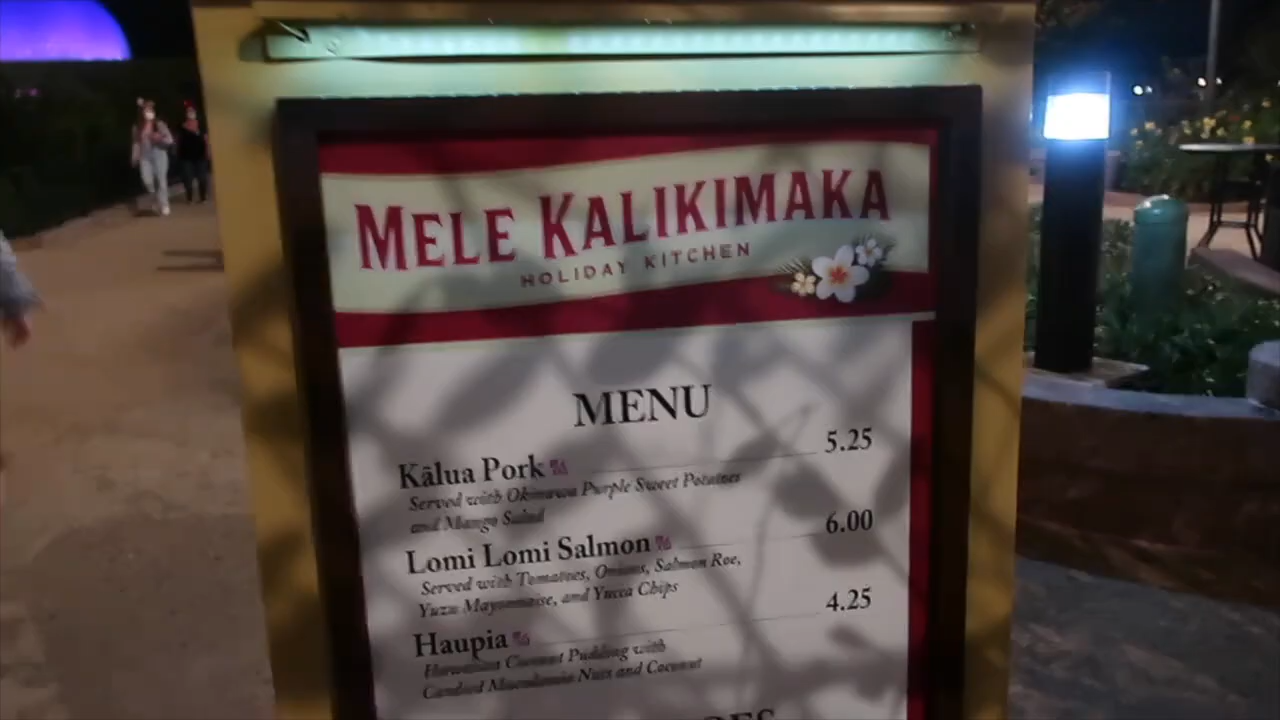 MELE KALIKIMAKA
HOLIDAY KITCHEN
MENU
Kālua Pork 5.25
Served with Okinawa Purple Sweet Potatoes
and Mango Salad
Lomi Lomi Salmon 6.00
Served with Tomatoes, Onions, Salmon Roe,
Yuzu Mayonnaise, and Yucca Chips
Haupia 4.25
Hawaiian Coconut Pudding with
Candied Macadamia Nuts and Coconut